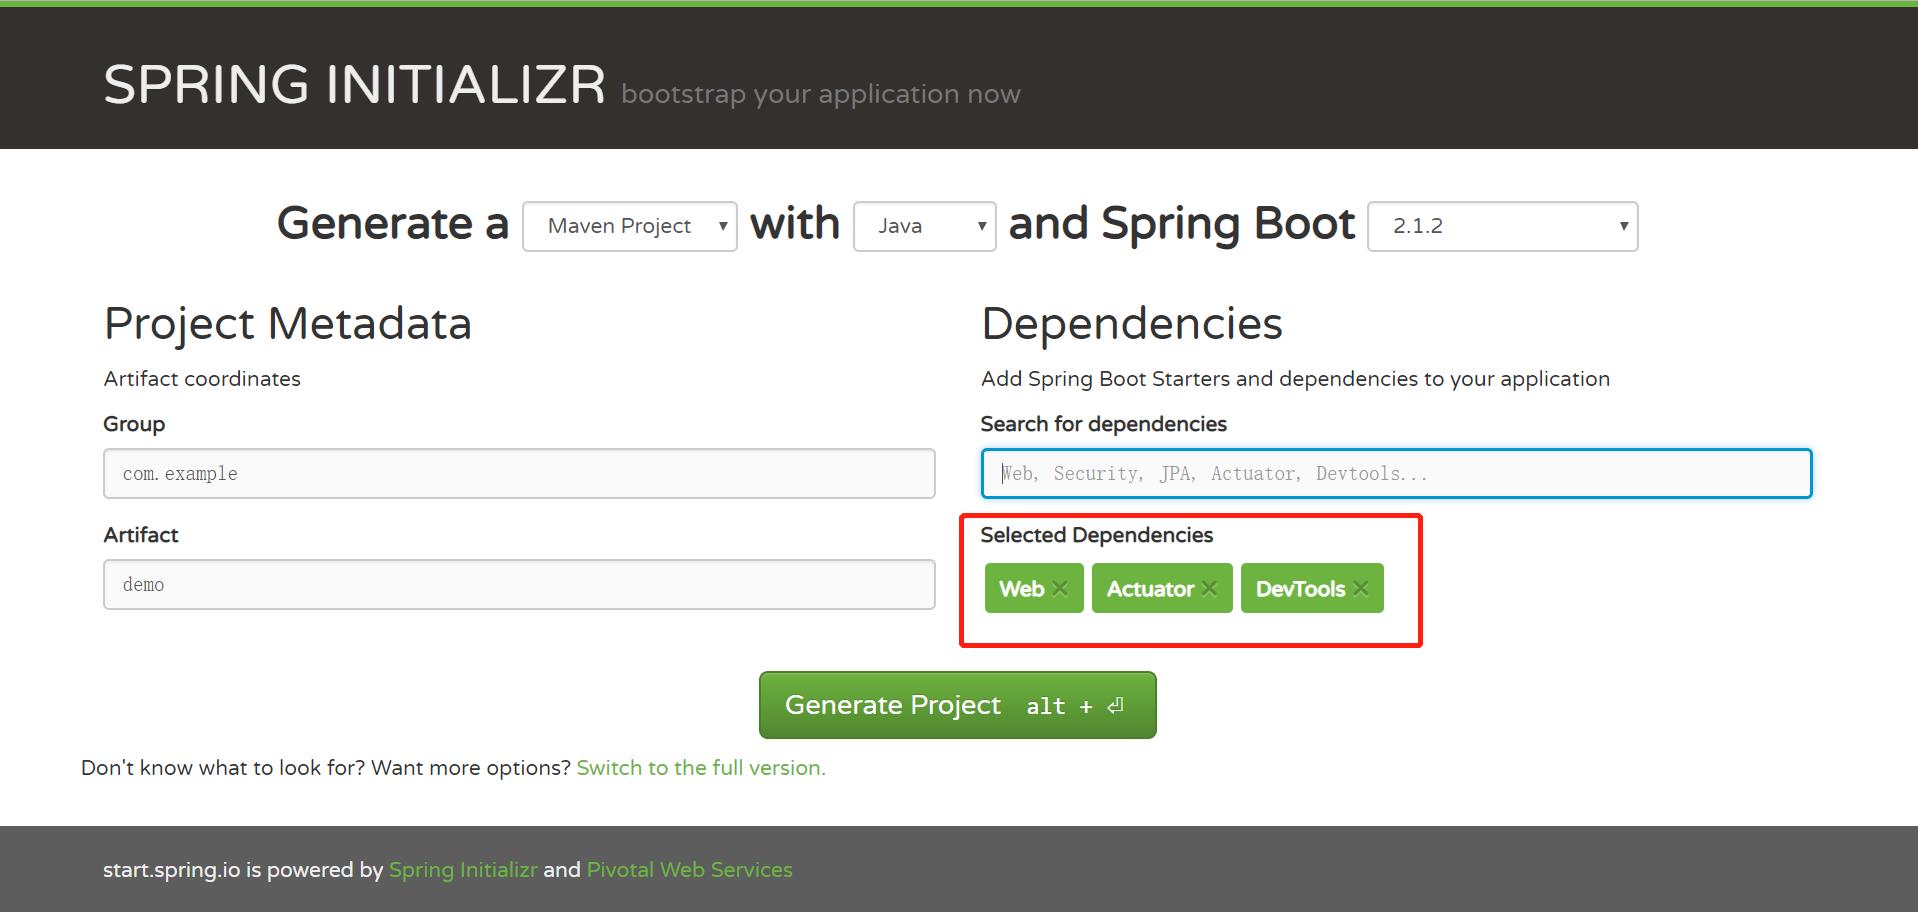 SPRING INITIALIZR bootstrap your application now
Generate a Maven Project with Java and Spring Boot 2.1.2
Project Metadata
Artifact coordinates
Group
com.example
Artifact
demo
Dependencies
Add Spring Boot Starters and dependencies to your application
Search for dependencies
Web, Security, JPA, Actuator, Devtools...
Selected Dependencies
Web Actuator DevTools
Generate Project alt + ⏎
Don't know what to look for? Want more options? Switch to the full version.
start.spring.io is powered by Spring Initializr and Pivotal Web Services